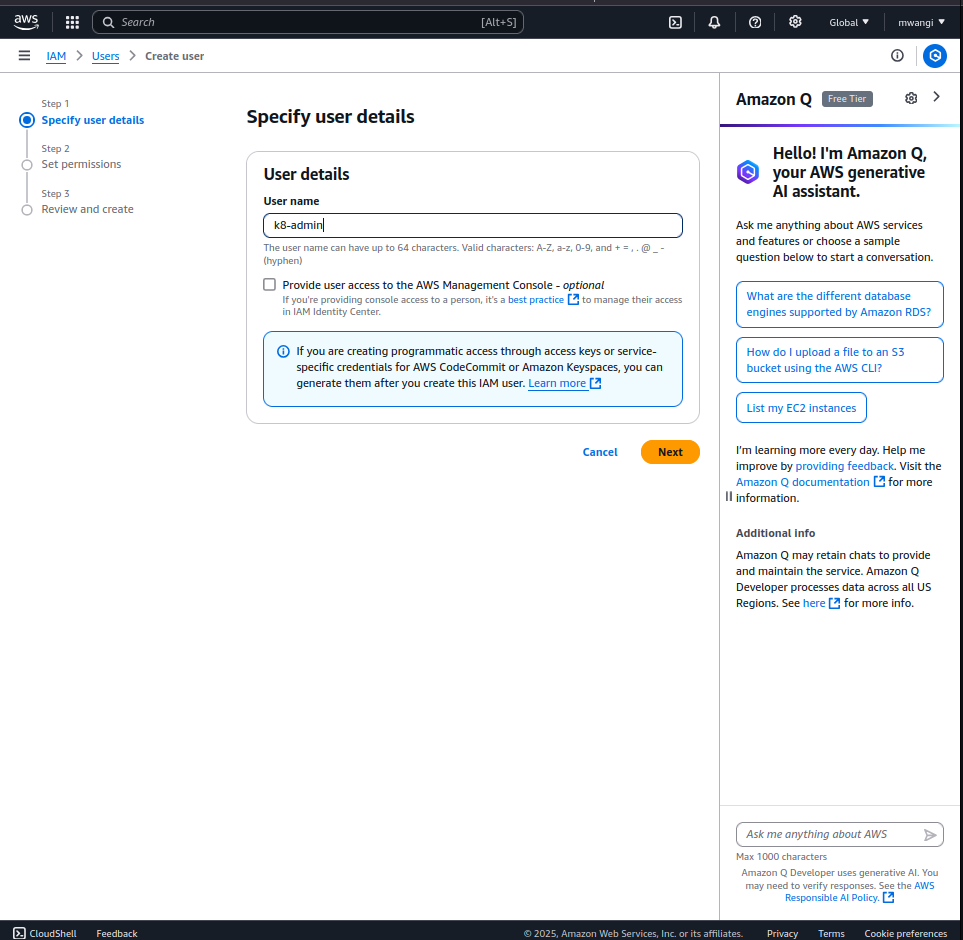 aws
Search [Alt+S]
Global
mwangi
IAM > Users > Create user
Step 1
Specify user details
Step 2
Set permissions
Step 3
Review and create
Specify user details
User details
User name
k8-admin
The user name can have up to 64 characters. Valid characters: A-Z, a-z, 0-9, and + = , . @ _ -
(hyphen)
Provide user access to the AWS Management Console - optional
If you're providing console access to a person, it's a best practice to manage their access
in IAM Identity Center.
If you are creating programmatic access through access keys or service-
specific credentials for AWS CodeCommit or Amazon Keyspaces, you can
generate them after you create this IAM user. Learn more
Cancel
Next
Amazon Q Free Tier
Hello! I'm Amazon Q,
your AWS generative
AI assistant.
Ask me anything about AWS services
and features or choose a sample
question below to start a conversation.
What are the different database
engines supported by Amazon RDS?
How do I upload a file to an S3
bucket using the AWS CLI?
List my EC2 instances
I'm learning more every day. Help me
improve by providing feedback. Visit the
Amazon Q documentation for more
information.
Additional info
Amazon Q may retain chats to provide
and maintain the service. Amazon Q
Developer processes data across all US
Regions. See here for more info.
Ask me anything about AWS
Max 1000 characters
Amazon Q Developer uses generative AI. You
may need to verify responses. See the AWS
Responsible AI Policy.
CloudShell
Feedback
© 2025, Amazon Web Services, Inc. or its affiliates.
Privacy
Terms
Cookie preferences